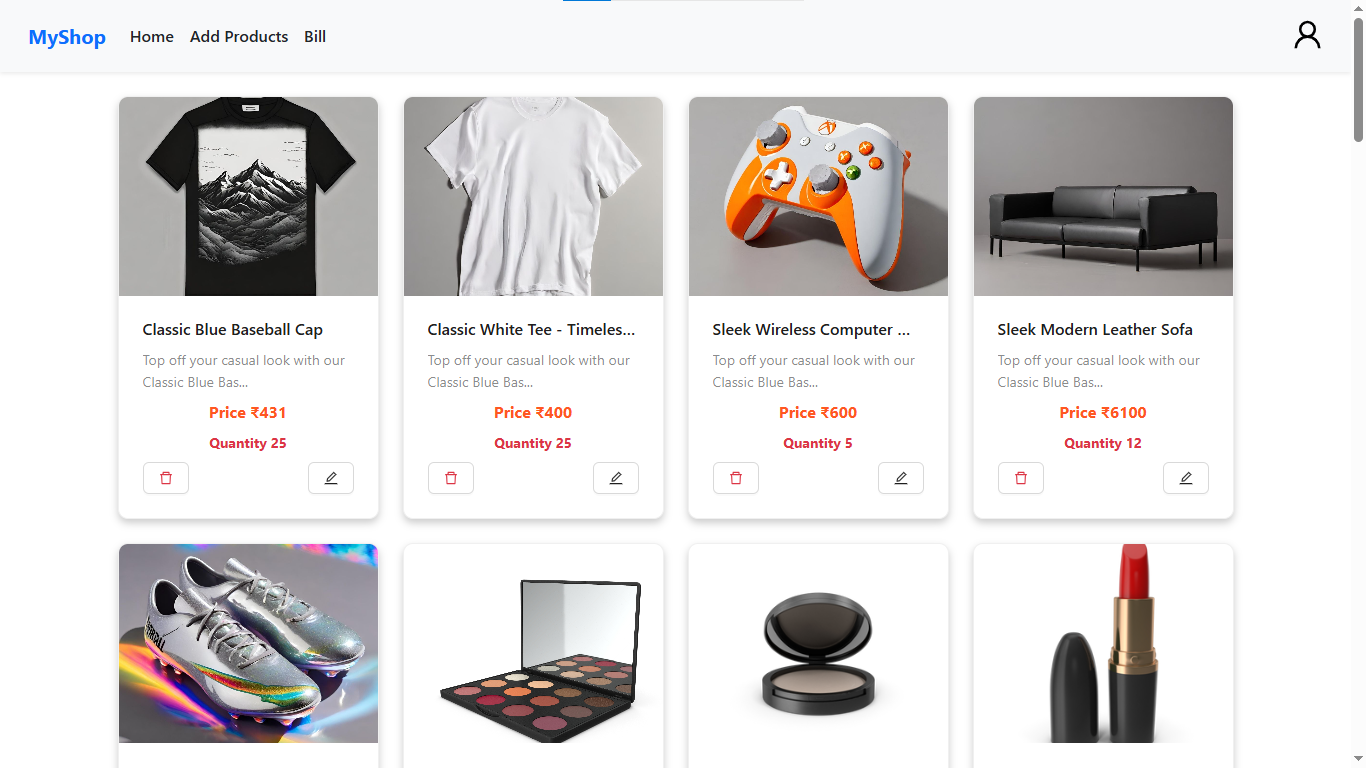 MyShop Home Add Products Bill
Classic Blue Baseball Cap
Top off your casual look with our
Classic Blue Bas...
Price ₹431
Quantity 25
Classic White Tee - Timeles...
Top off your casual look with our
Classic Blue Bas...
Price ₹400
Quantity 25
Sleek Wireless Computer ...
Top off your casual look with our
Classic Blue Bas...
Price ₹600
Quantity 5
Sleek Modern Leather Sofa
Top off your casual look with our
Classic Blue Bas...
Price ₹6100
Quantity 12